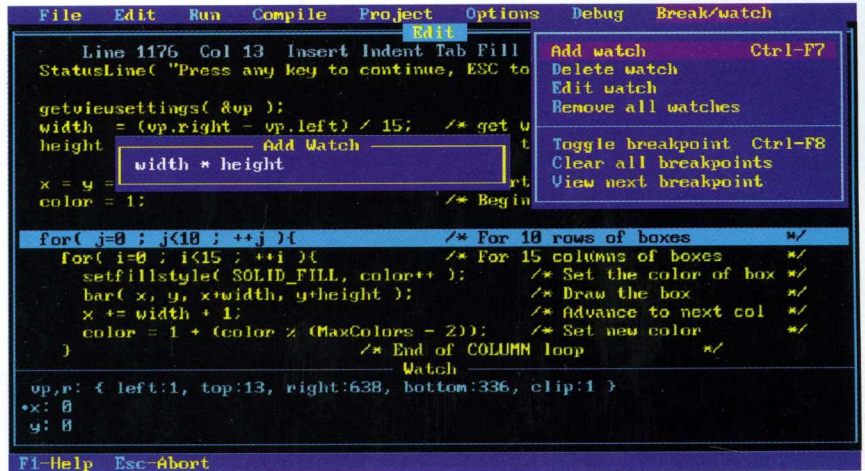 File Edit Run Compile Project Options Debug Break/watch
Edit
Line 1176 Col 13 Insert Indent Tab Fill
StatusLine( "Press any key to continue, ESC to
getviewsettings( &vp );
width = (vp.right - vp.left) / 15; /* get w
height
x = y =
color = 1; /* Begin
Add Watch
width * height
Add watch Ctrl-F7
Delete watch
Edit watch
Remove all watches
Toggle breakpoint Ctrl-F8
Clear all breakpoints
View next breakpoint
for( j=0 ; j<10 ; ++j ){ /* For 10 rows of boxes */
for( i=0 ; i<15 ; ++i ){ /* For 15 columns of boxes */
setfillstyle( SOLID_FILL, color++ ); /* Set the color of box */
bar( x, y, x+width, y+height ); /* Draw the box */
x += width + 1; /* Advance to next col */
color = 1 + (color % (MaxColors - 2)); /* Set new color */
} /* End of COLUMN loop */
Watch
vp,r: { left:1, top:13, right:638, bottom:336, clip:1 }
•x: 0
y: 0
F1-Help Esc-Abort